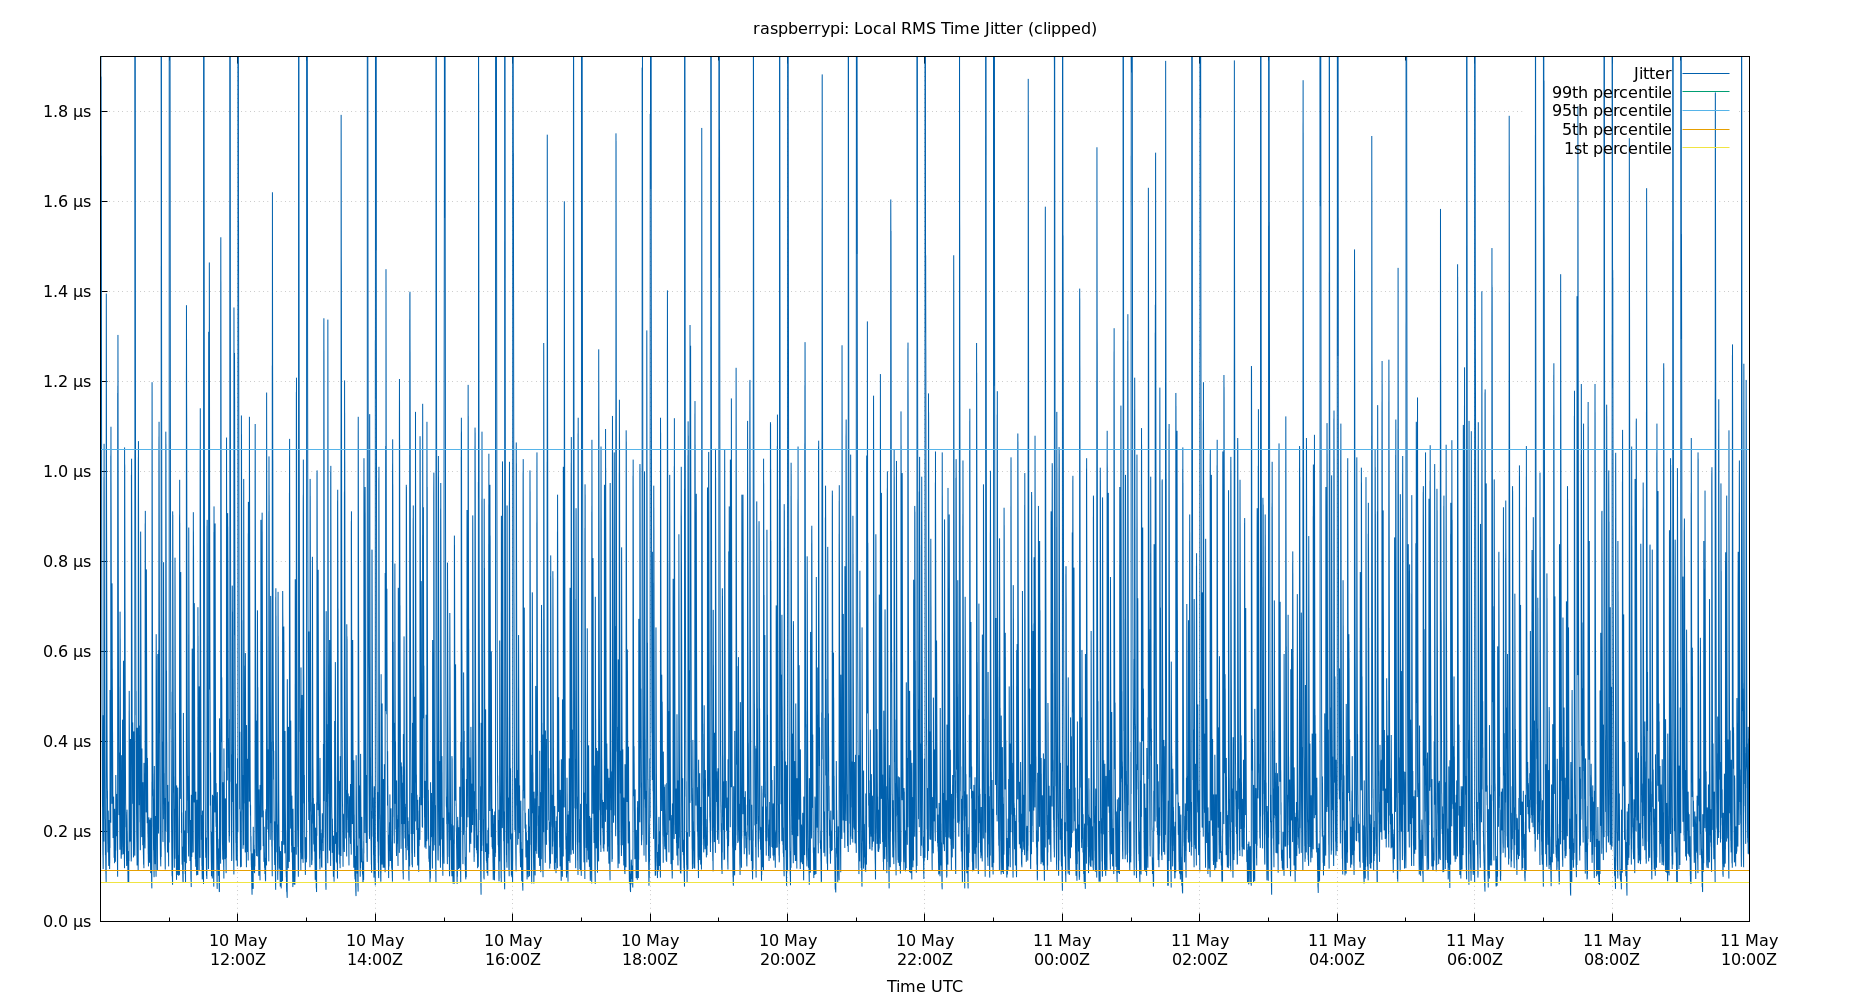 raspberrypi: Local RMS Time Jitter (clipped)
Jitter
99th percentile
95th percentile
5th percentile
1st percentile
1.8 µs
1.6 µs
1.4 µs
1.2 µs
1.0 µs
0.8 µs
0.6 µs
0.4 µs
0.2 µs
0.0 µs
10 May 10 May 10 May 10 May 10 May 10 May 11 May 11 May 11 May 11 May 11 May 11 May
12:00Z 14:00Z 16:00Z 18:00Z 20:00Z 22:00Z 00:00Z 02:00Z 04:00Z 06:00Z 08:00Z 10:00Z
Time UTC